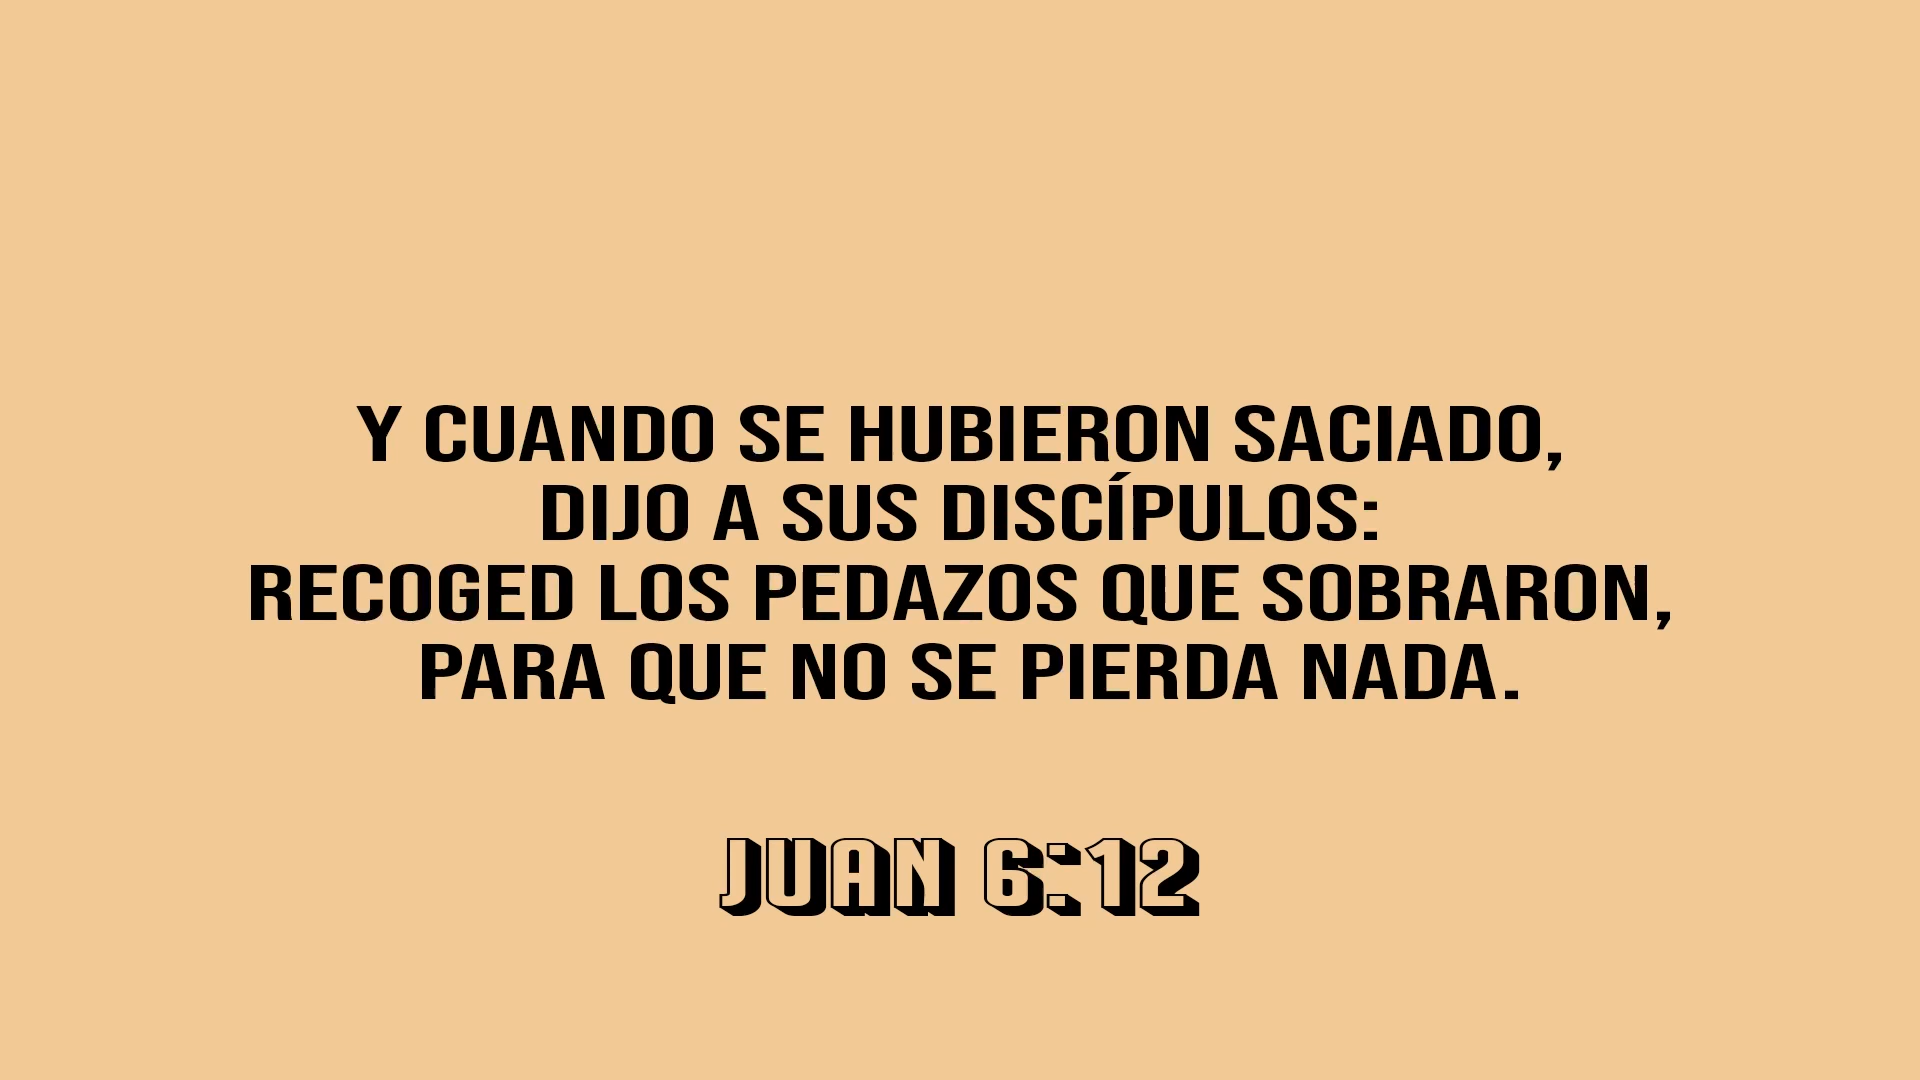 Y CUANDO SE HUBIERON SACIADO,
DIJO A SUS DISCÍPULOS:
RECOGED LOS PEDAZOS QUE SOBRARON,
PARA QUE NO SE PIERDA NADA.
JUAN 6:12